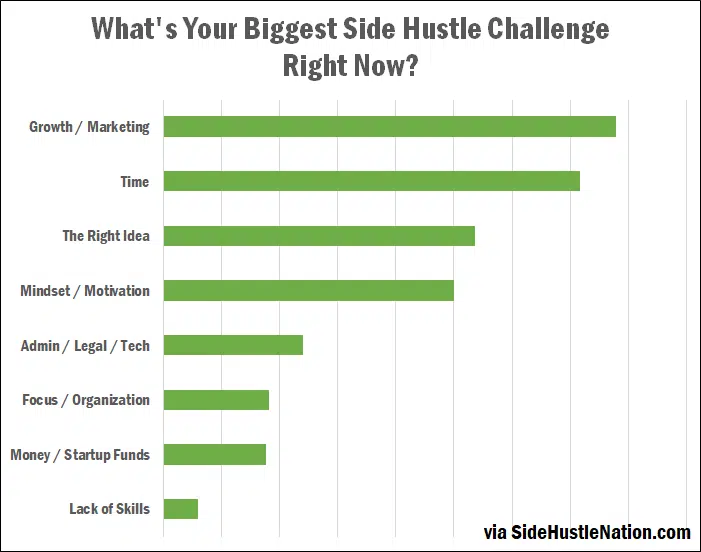 What's Your Biggest Side Hustle Challenge
Right Now?
Growth / Marketing
Time
The Right Idea
Mindset / Motivation
Admin / Legal / Tech
Focus / Organization
Money / Startup Funds
Lack of Skills
via SideHustleNation.com